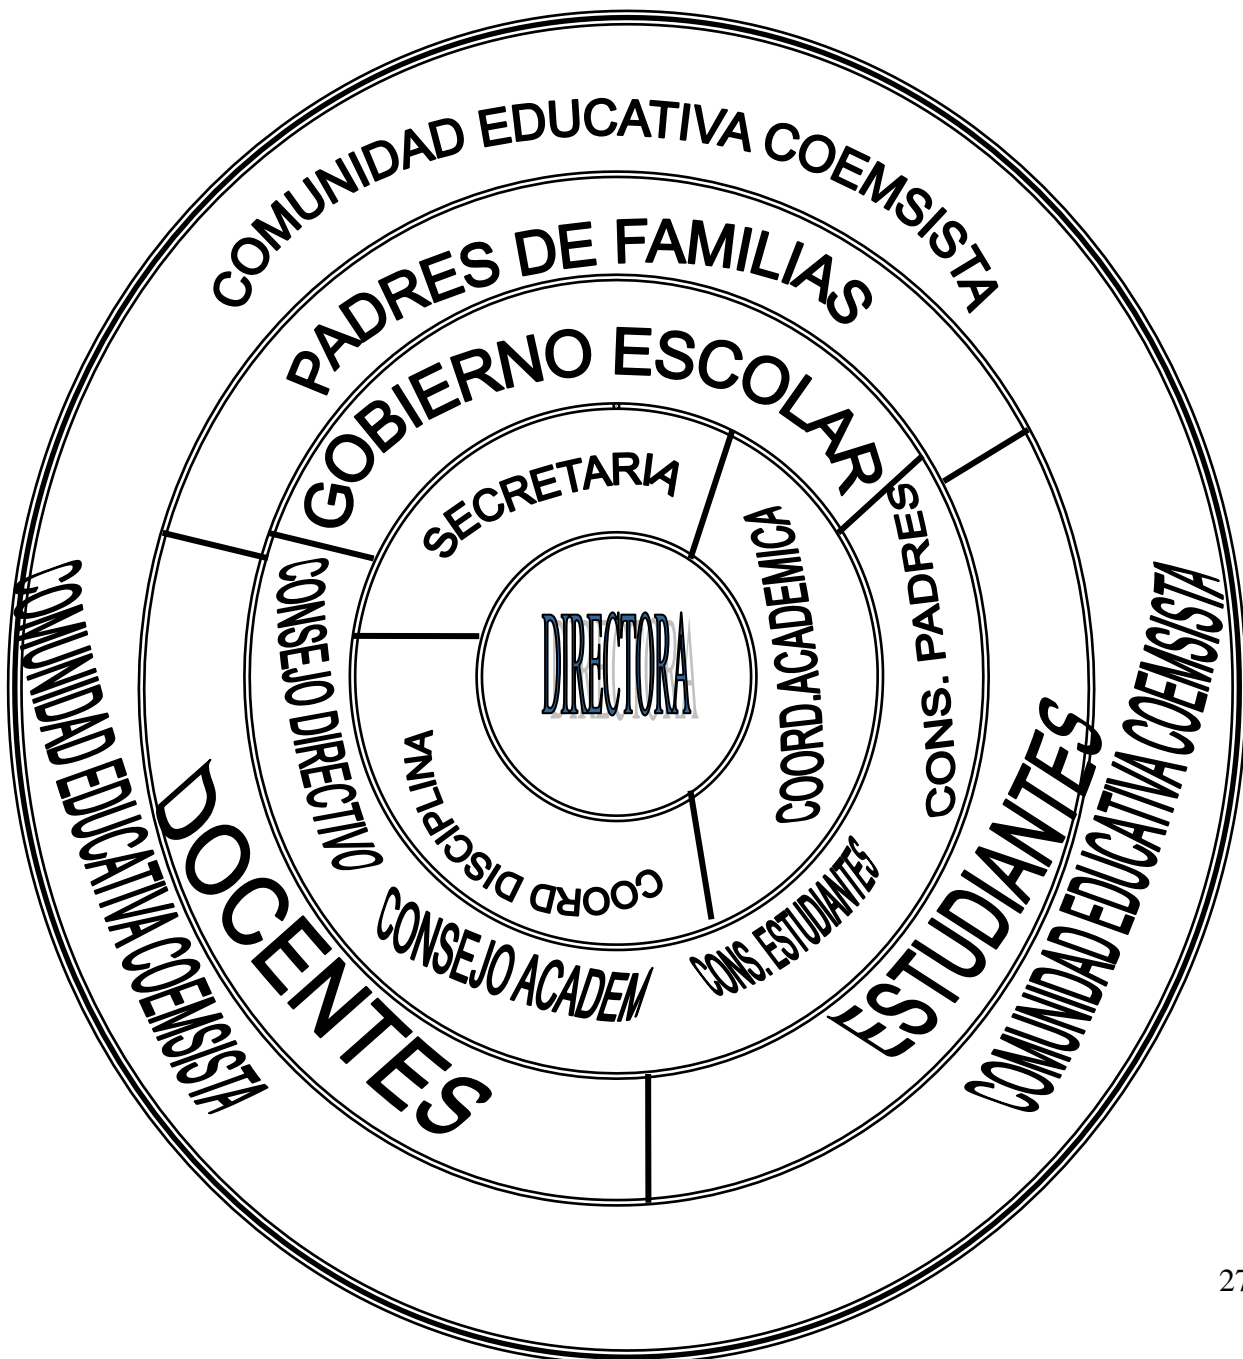 COMUNIDAD EDUCATIVA COEMSISTA
PADRES DE FAMILIAS
GOBIERNO ESCOLAR
SECRETARIA
COORD.ACADEMICA
CONS. PADRES
DIRECTORA
CONSEJO DIRECTIVO
COORD DISCIPLINA
CONSEJO ACADEM
CONS. ESTUDIANTES
DOCENTES
ESTUDIANTES
COMUNIDAD EDUCATIVA COEMSISTA
COMUNIDAD EDUCATIVA COEMSISTA
27